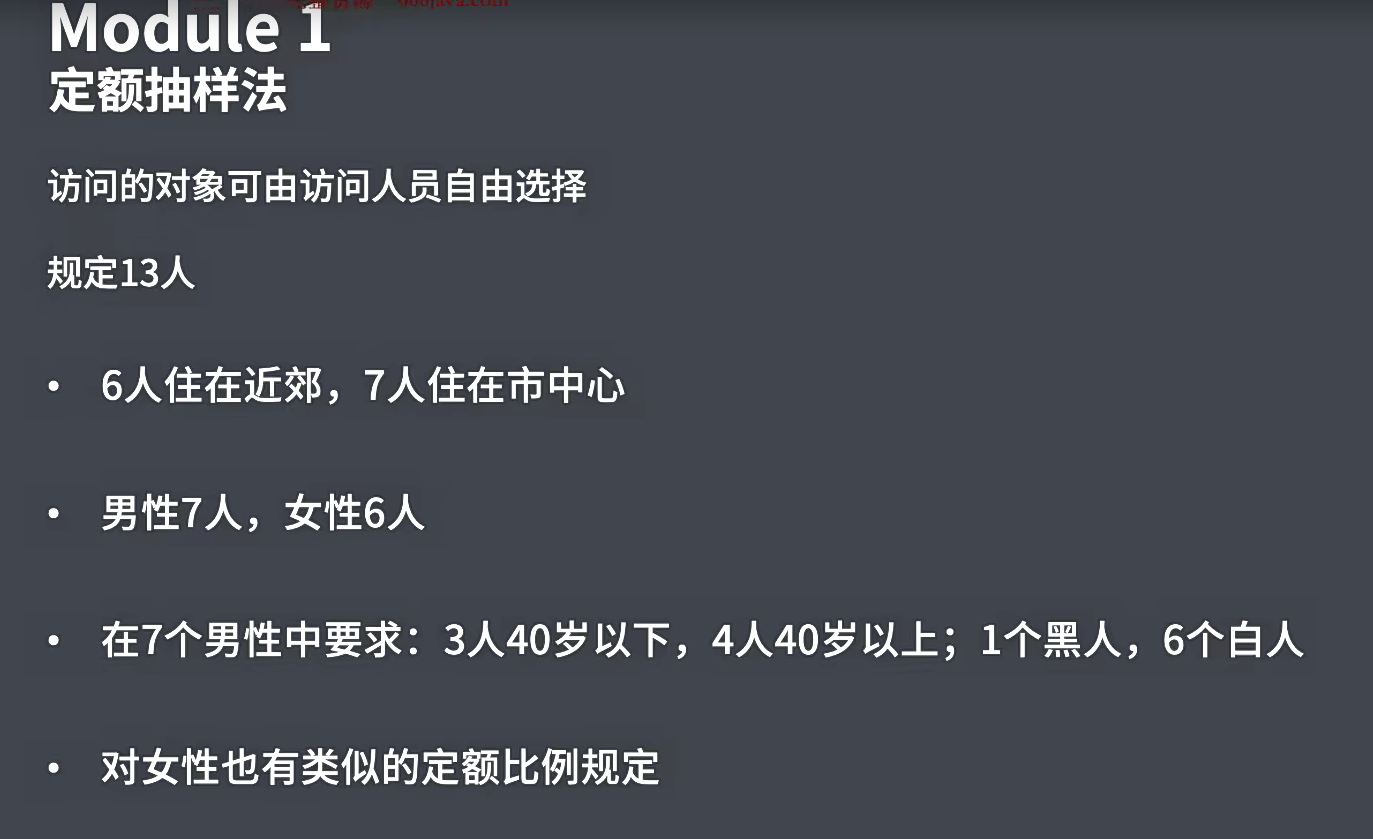 Module 1
定额抽样法
访问的对象可由访问人员自由选择
规定13人
• 6人住在近郊，7人住在市中心
• 男性7人，女性6人
• 在7个男性中要求：3人40岁以下，4人40岁以上；1个黑人，6个白人
• 对女性也有类似的定额比例规定